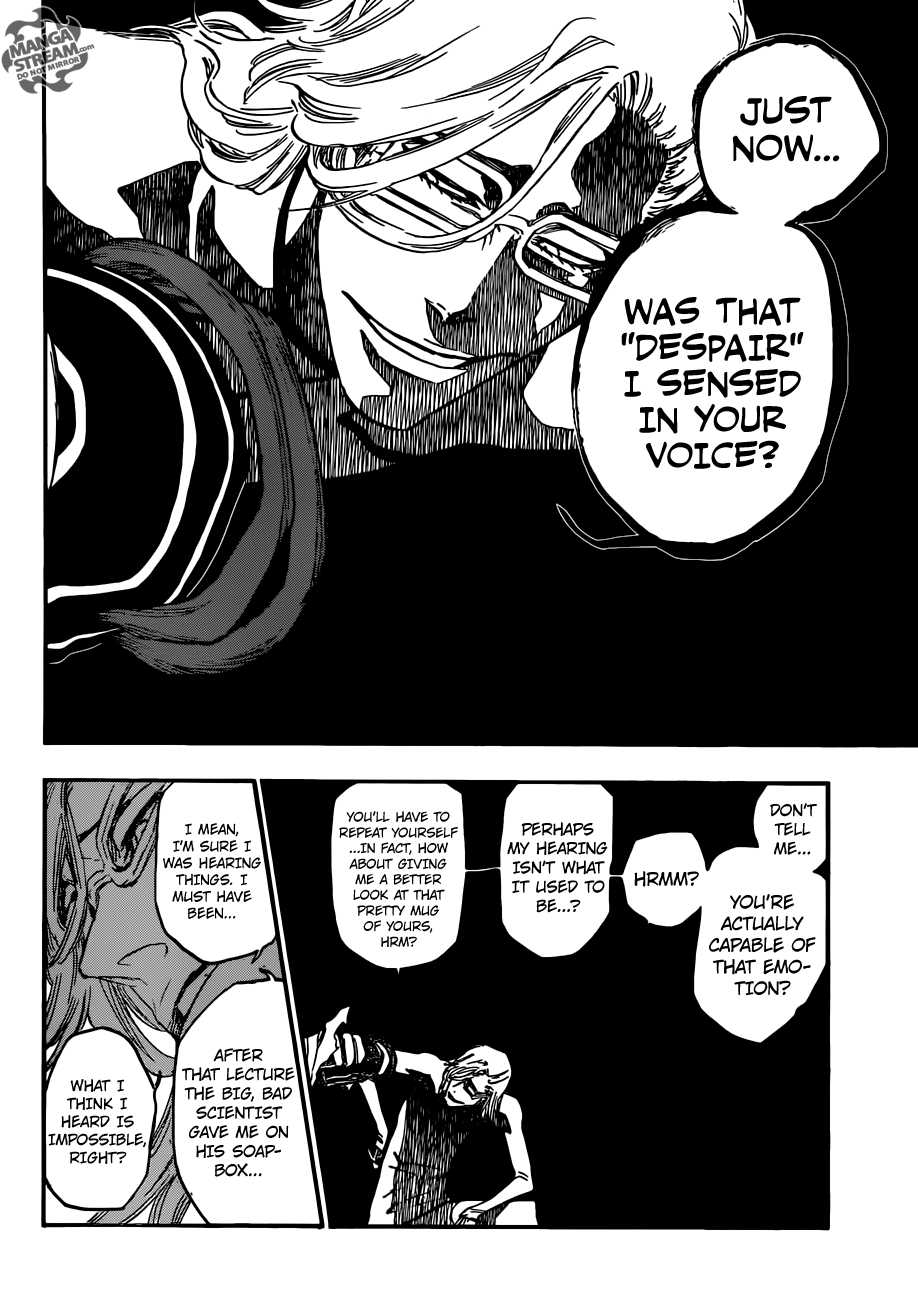 MANGA
STREAM.com
DO NOT MIRROR
JUST
NOW...
WAS THAT
"DESPAIR"
I SENSED
IN YOUR
VOICE?
DON'T
TELL
ME...
YOU'RE
ACTUALLY
CAPABLE OF
THAT EMO-
TION?
HRMM?
PERHAPS
MY HEARING
ISN'T WHAT
IT USED TO
BE...?
YOU'LL HAVE TO
REPEAT YOURSELF
...IN FACT, HOW
ABOUT GIVING
ME A BETTER
LOOK AT THAT
PRETTY MUG
OF YOURS,
HRM?
I MEAN,
I'M SURE I
WAS HEARING
THINGS. I
MUST HAVE
BEEN...
AFTER
THAT LECTURE
THE BIG, BAD
SCIENTIST
GAVE ME ON
HIS SOAP-
BOX...
WHAT I
THINK I
HEARD IS
IMPOSSIBLE,
RIGHT?